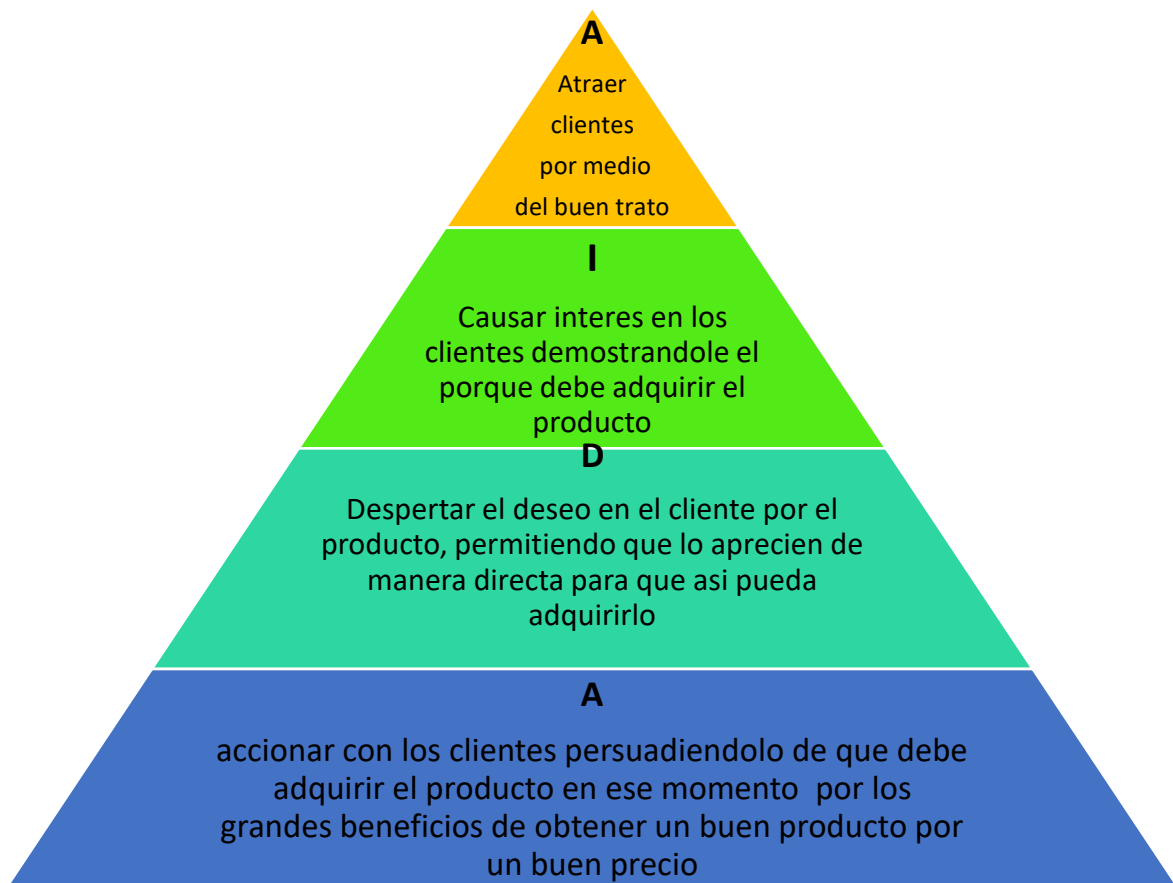 A
Atraer
clientes
por medio
del buen trato
I
Causar interes en los
clientes demostrandole el
porque debe adquirir el
producto
D
Despertar el deseo en el cliente por el
producto, permitiendo que lo aprecien de
manera directa para que asi pueda
adquirirlo
A
accionar con los clientes persuadiendolo de que debe
adquirir el producto en ese momento  por los
grandes beneficios de obtener un buen producto por
un buen precio